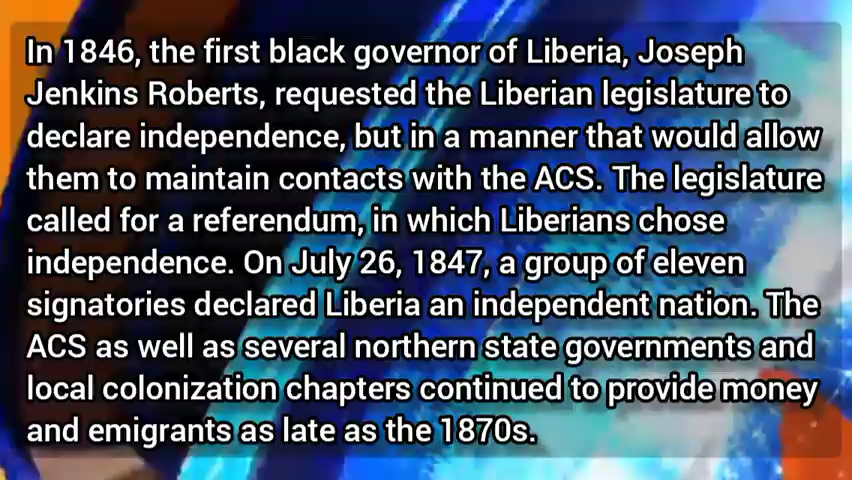 In 1846, the first black governor of Liberia, Joseph
Jenkins Roberts, requested the Liberian legislature to
declare independence, but in a manner that would allow
them to maintain contacts with the ACS. The legislature
called for a referendum, in which Liberians chose
independence. On July 26, 1847, a group of eleven
signatories declared Liberia an independent nation. The
ACS as well as several northern state governments and
local colonization chapters continued to provide money
and emigrants as late as the 1870s.